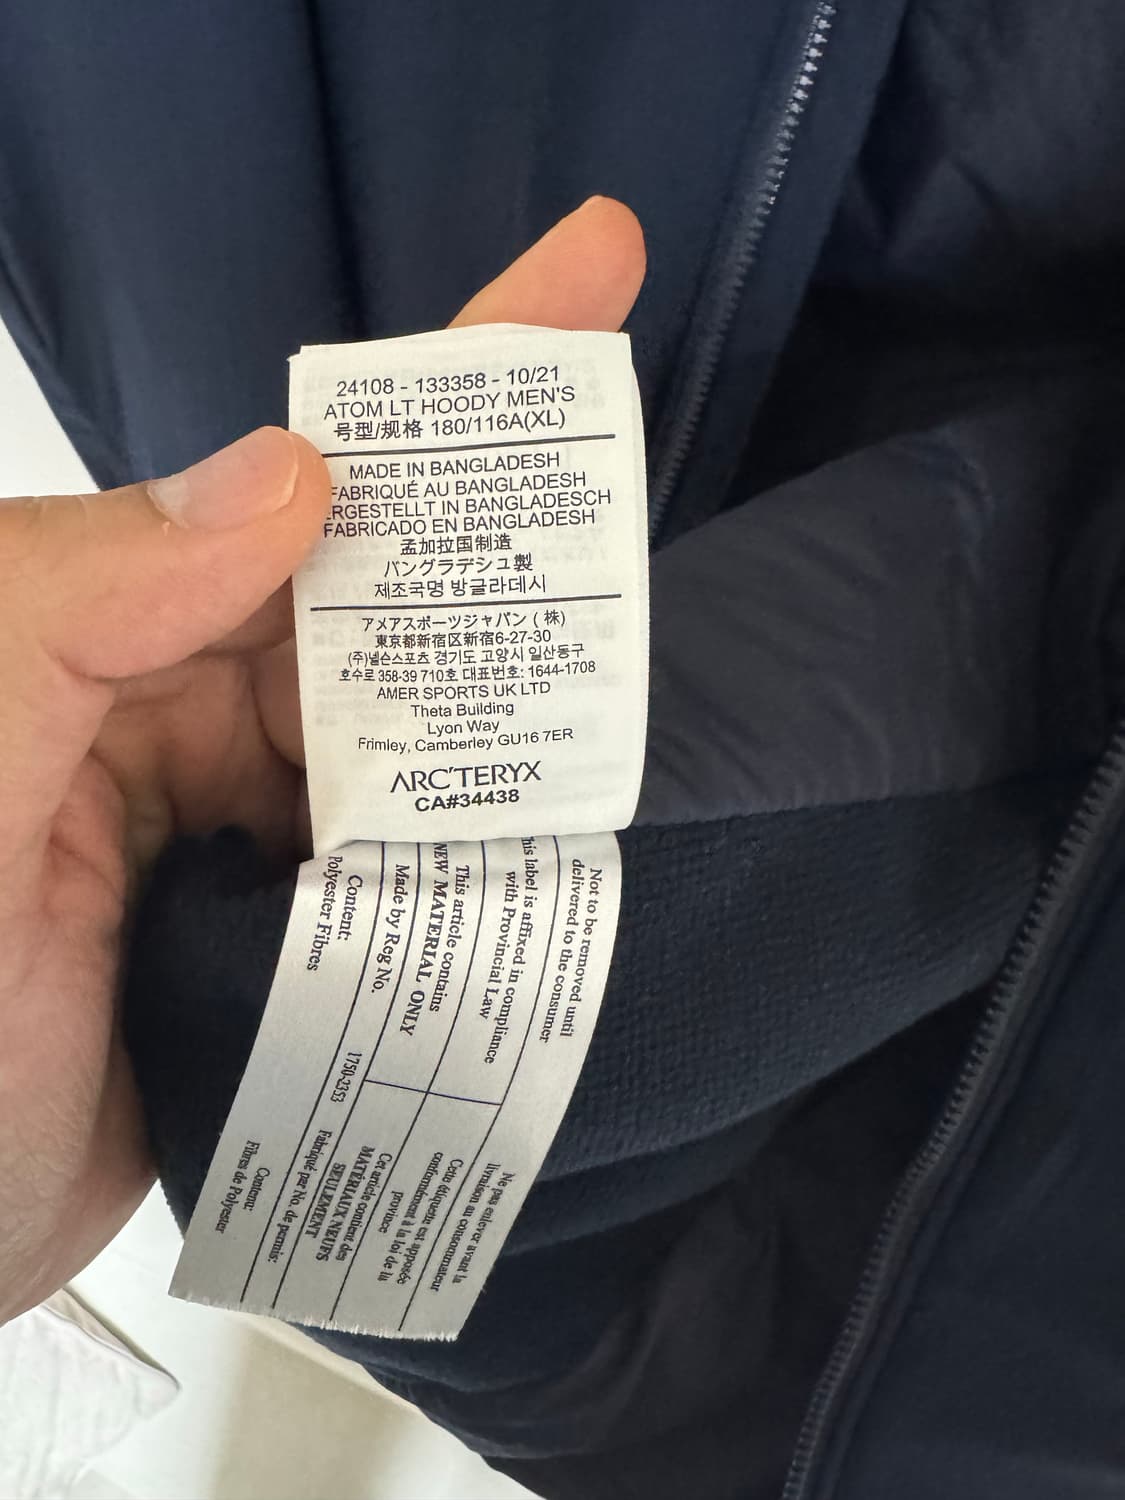 24108 - 133358 - 10/21
ATOM LT HOODY MEN'S
号型/规格 180/116A(XL)
MADE IN BANGLADESH
FABRIQUÉ AU BANGLADESH
ERGESTELLT IN BANGLADESCH
FABRICADO EN BANGLADESH
孟加拉国制造
バングラデシュ製
제조국명 방글라데시
アメアスポーツジャパン ( 株)
東京都新宿区新宿6-27-30
(주)넬슨스포츠 경기도 고양시 일산동구
호수로 358-39 710호 대표번호: 1644-1708
AMER SPORTS UK LTD
Theta Building
Lyon Way
Frimley, Camberley GU16 7ER
ARC'TERYX
CA#34438
Not to be removed until
delivered to the consumer
his label is affixed in compliance
with Provincial Law
This article contains
NEW MATERIAL ONLY
Made by Reg No.
1750-2353
Content:
Polyester Fibres
Ne pas enlever avant la
livraison au consommateur
Cette étiquette est apposée
conformément à la loi de la
province
Cet article contient des
MATÉRIAUX NEUFS
SEULEMENT
Fabriqué par No. de permis:
Contenu:
Fibres de Polyester